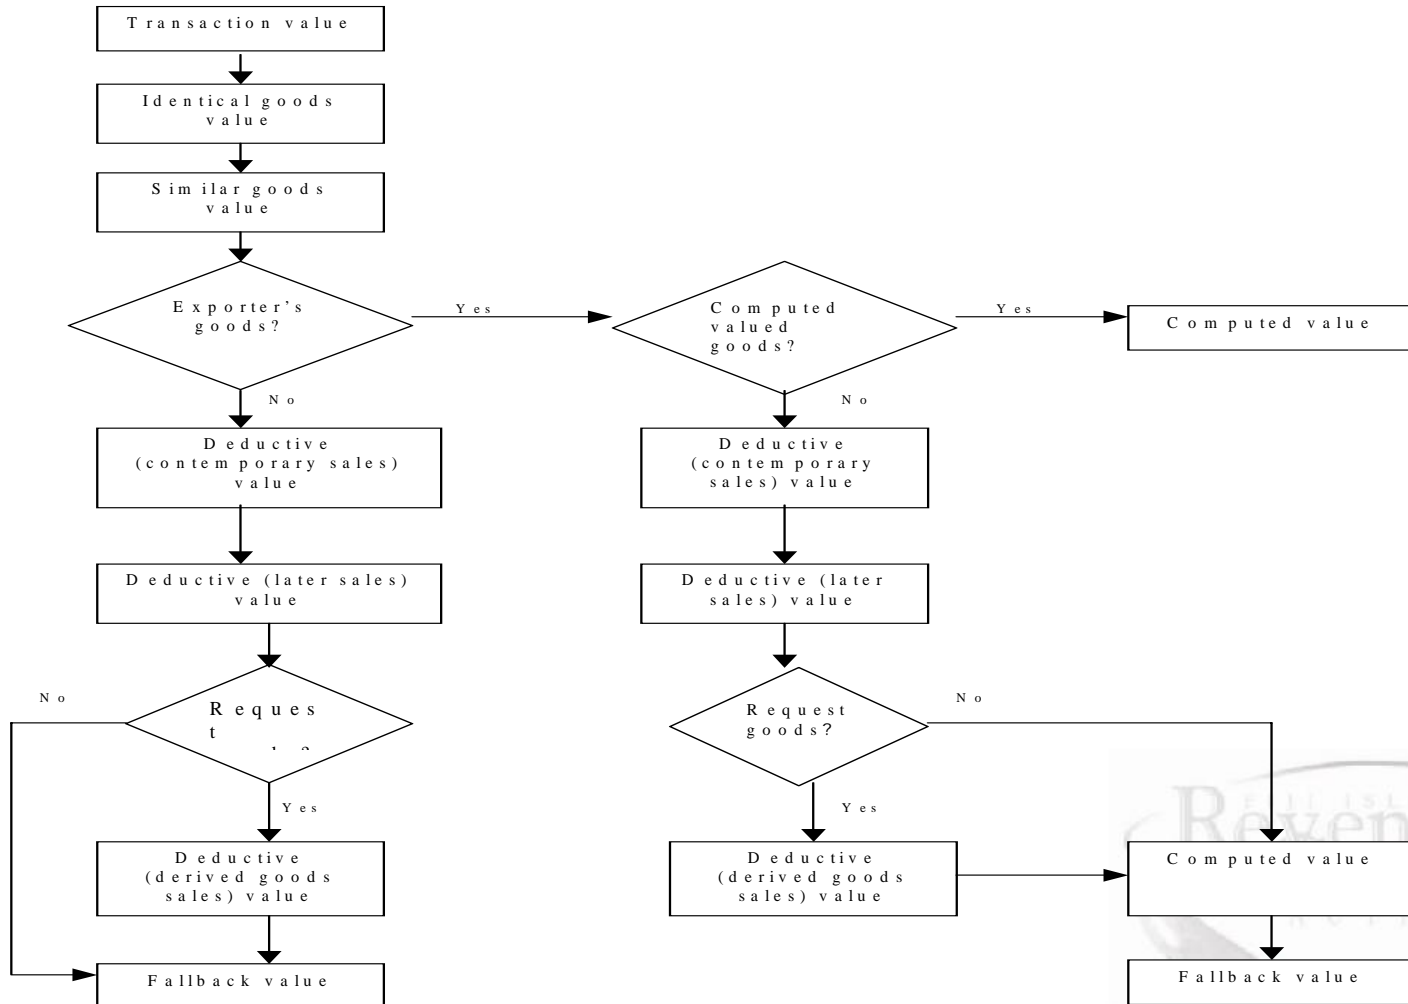 Transaction value
Identical goods
value
Similar goods
value
Exporter's
goods?
Yes
Computed
valued
goods?
Yes
Computed value
No
No
Deductive
(contemporary sales)
value
Deductive
(contemporary
sales) value
Deductive (later sales)
value
Deductive (later
sales) value
No
Reques
t
Request
goods?
No
Yes
Yes
Deductive
(derived goods
sales) value
Deductive
(derived goods
sales) value
Computed value
Fallback value
Fallback value